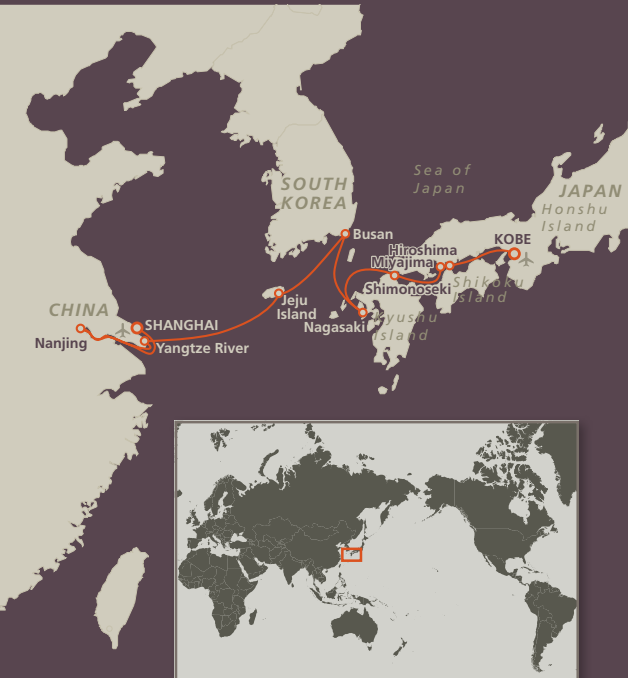 Sea of
Japan
SOUTH
KOREA
JAPAN
Honshu
Island
Busan
KOBE
Hiroshima
Miyajima
Shikoku
Island
Shimonoseki
Jeju
Island
CHINA
SHANGHAI
Nagasaki
Kyushu
Island
Nanjing
Yangtze River